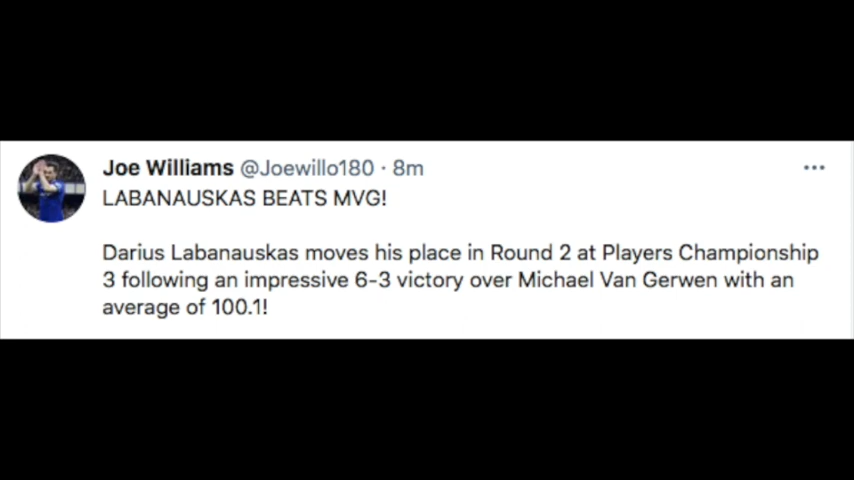 Joe Williams @Joewillo180 · 8m
LABANAUSKAS BEATS MVG!
Darius Labanauskas moves his place in Round 2 at Players Championship
3 following an impressive 6-3 victory over Michael Van Gerwen with an
average of 100.1!